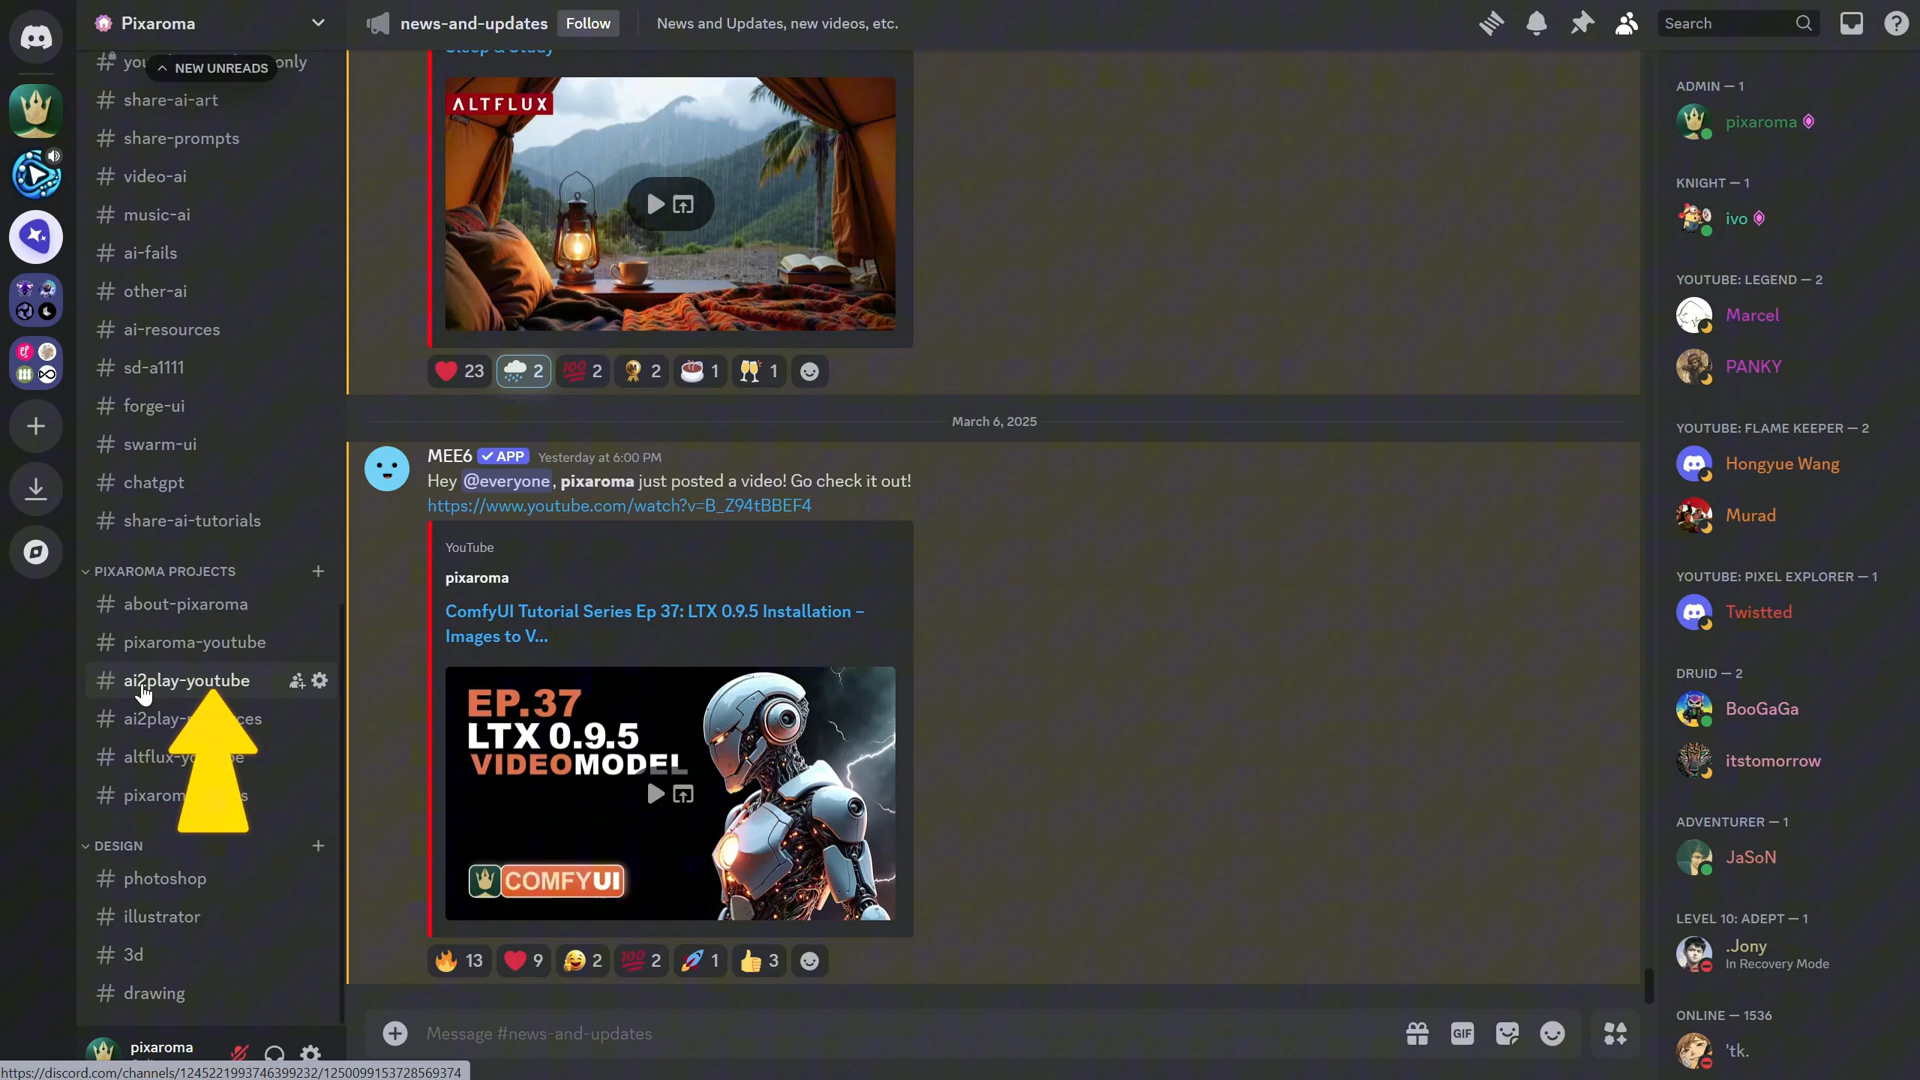 Pixaroma
you
only
NEW UNREADS
# share-ai-art
# share-prompts
# video-ai
# music-ai
# ai-fails
# other-ai
# ai-resources
# sd-a1111
# forge-ui
# swarm-ui
# chatgpt
# share-ai-tutorials
PIXAROMA PROJECTS +
# about-pixaroma
# pixaroma-youtube
# ai2play-youtube
# ai2play-
# altflux-
#
DESIGN +
# photoshop
# illustrator
# 3d
# drawing
pixaroma
https://discord.com/channels/1245221993746399232/1250099153728569374
news-and-updates
Follow
News and Updates, new videos, etc.
Search
Sleep & Study
ALTFLUX
23
2
100 2
2
1
1
March 6, 2025
MEE6 ✓ APP Yesterday at 6:00 PM
Hey @everyone, pixaroma just posted a video! Go check it out!
https://www.youtube.com/watch?v=B_Z94tBBEF4
YouTube
pixaroma
ComfyUI Tutorial Series Ep 37: LTX 0.9.5 Installation –
Images to V...
EP.37
LTX 0.9.5
VIDEOMODEL
COMFYUI
13
9
2
100 2
1
3
Message #news-and-updates
GIF
ADMIN — 1
pixaroma
KNIGHT — 1
ivo
YOUTUBE: LEGEND — 2
Marcel
PANKY
YOUTUBE: FLAME KEEPER — 2
Hongyue Wang
Murad
YOUTUBE: PIXEL EXPLORER — 1
Twistted
DRUID — 2
BooGaGa
itstomorrow
ADVENTURER — 1
JaSoN
LEVEL 10: ADEPT — 1
.Jony
In Recovery Mode
ONLINE — 1536
'tk.